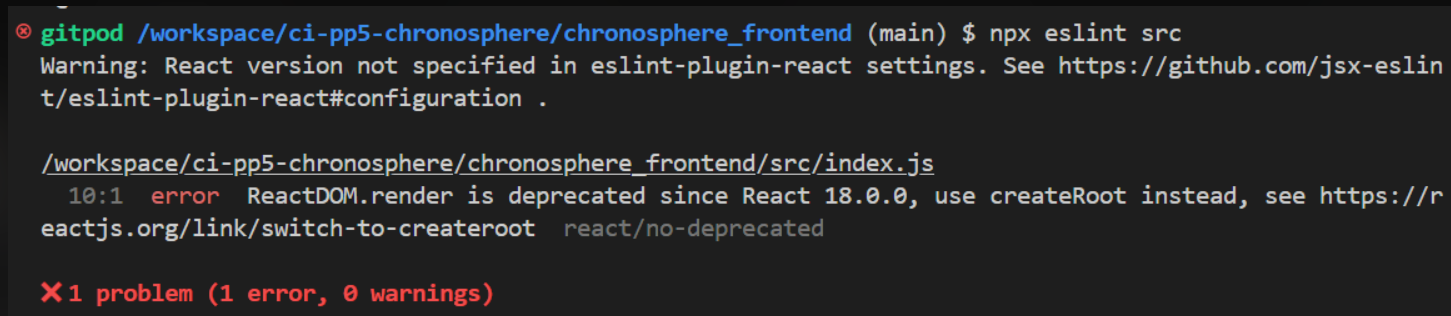 gitpod /workspace/ci-pp5-chronosphere/chronosphere_frontend (main) $ npx eslint src
Warning: React version not specified in eslint-plugin-react settings. See https://github.com/jsx-eslin
t/eslint-plugin-react#configuration .
/workspace/ci-pp5-chronosphere/chronosphere_frontend/src/index.js
10:1 error ReactDOM.render is deprecated since React 18.0.0, use createRoot instead, see https://r
eactjs.org/link/switch-to-createroot react/no-deprecated
✕ 1 problem (1 error, 0 warnings)